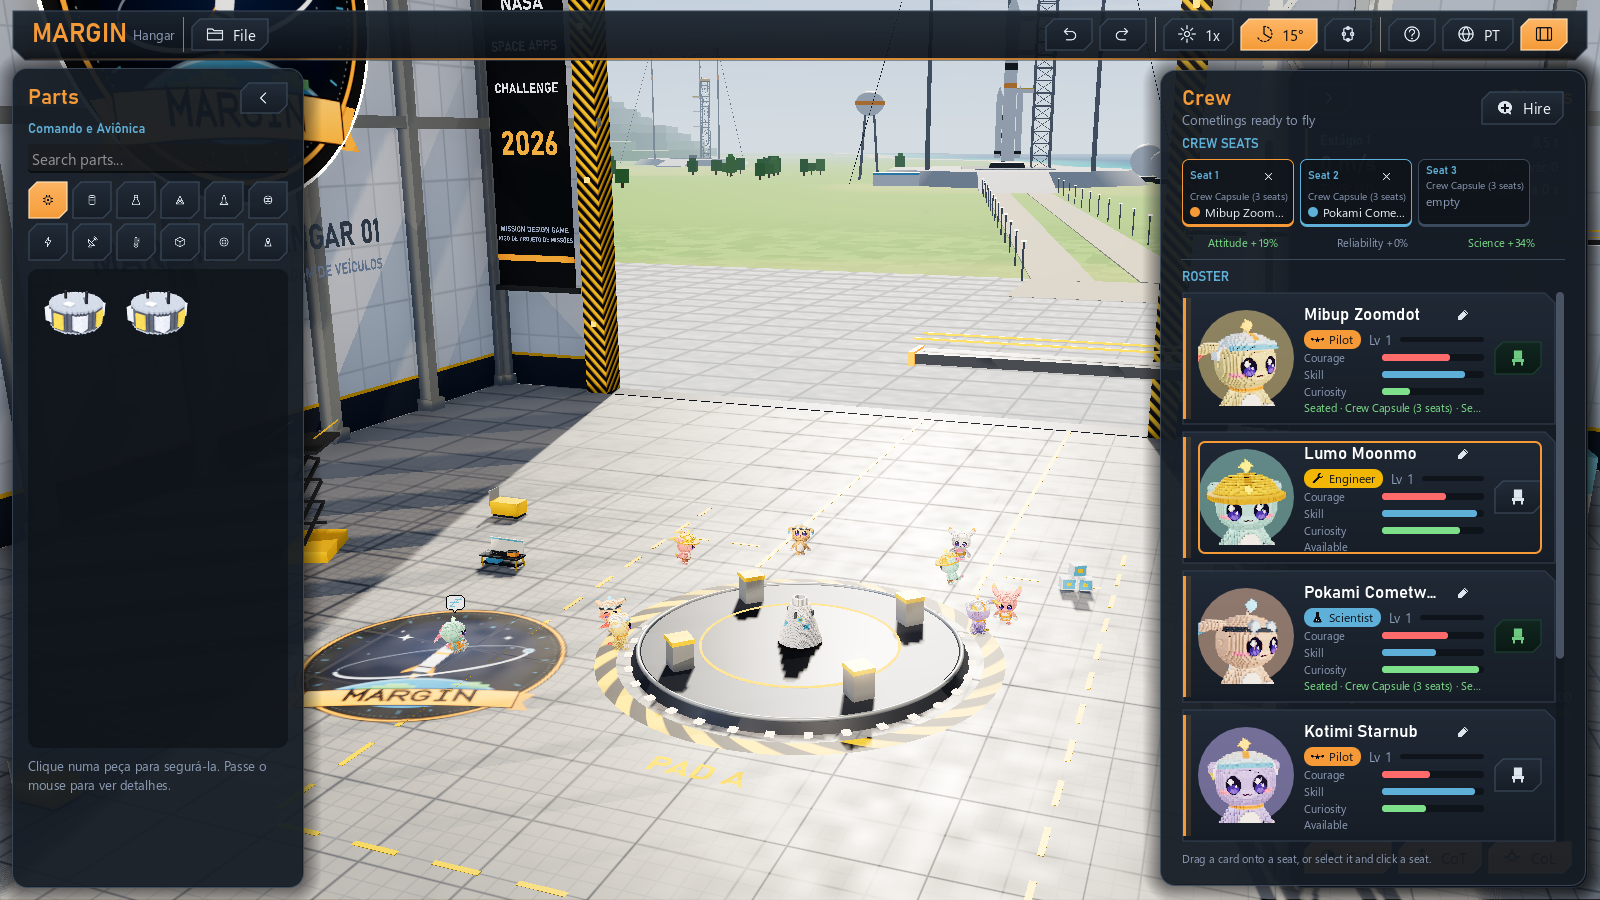 MARGIN Hangar
File
1x
15°
PT
Parts
Comando e Aviônica
Search parts...
Clique numa peça para segurá-la. Passe o
mouse para ver detalhes.
NASA
SPACE APPS
CHALLENGE
2026
MISSION DESIGN GAME
MARGIN
PAD A
Crew
Cometlings ready to fly
Hire
CREW SEATS
Seat 1
Crew Capsule (3 seats)
Mibup Zoom...
Seat 2
Crew Capsule (3 seats)
Pokami Come...
Seat 3
Crew Capsule (3 seats)
empty
Attitude +19%
Reliability +0%
Science +34%
ROSTER
Mibup Zoomdot
Pilot Lv 1
Courage
Skill
Curiosity
Seated · Crew Capsule (3 seats) · Se...
Lumo Moonmo
Engineer Lv 1
Courage
Skill
Curiosity
Available
Pokami Cometw...
Scientist Lv 1
Courage
Skill
Curiosity
Seated · Crew Capsule (3 seats) · Se...
Kotimi Starnub
Pilot Lv 1
Courage
Skill
Curiosity
Available
Drag a card onto a seat, or select it and click a seat.